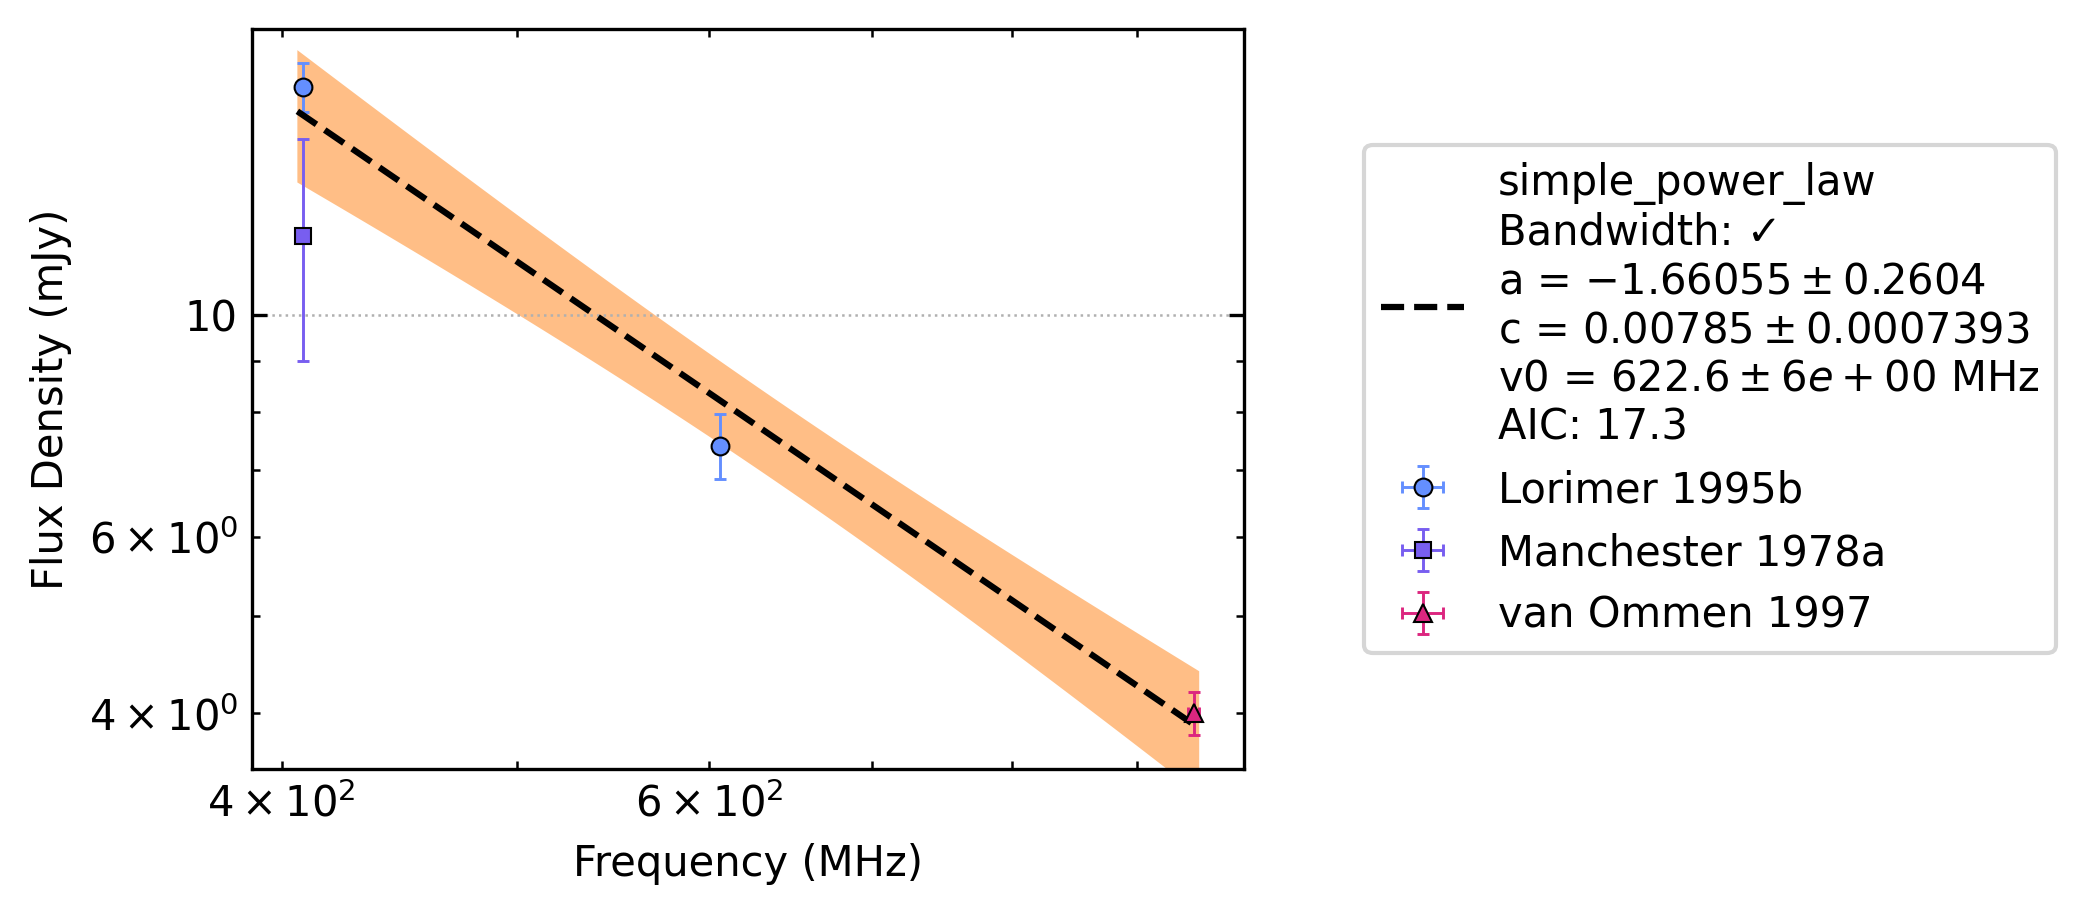 Flux Density (mJy)
10
6 × 10⁰
4 × 10⁰
4 × 10²
6 × 10²
Frequency (MHz)
simple_power_law
Bandwidth: ✓
a = −1.66055 ± 0.2604
c = 0.00785 ± 0.0007393
v0 = 622.6 ± 6e + 00 MHz
AIC: 17.3
Lorimer 1995b
Manchester 1978a
van Ommen 1997